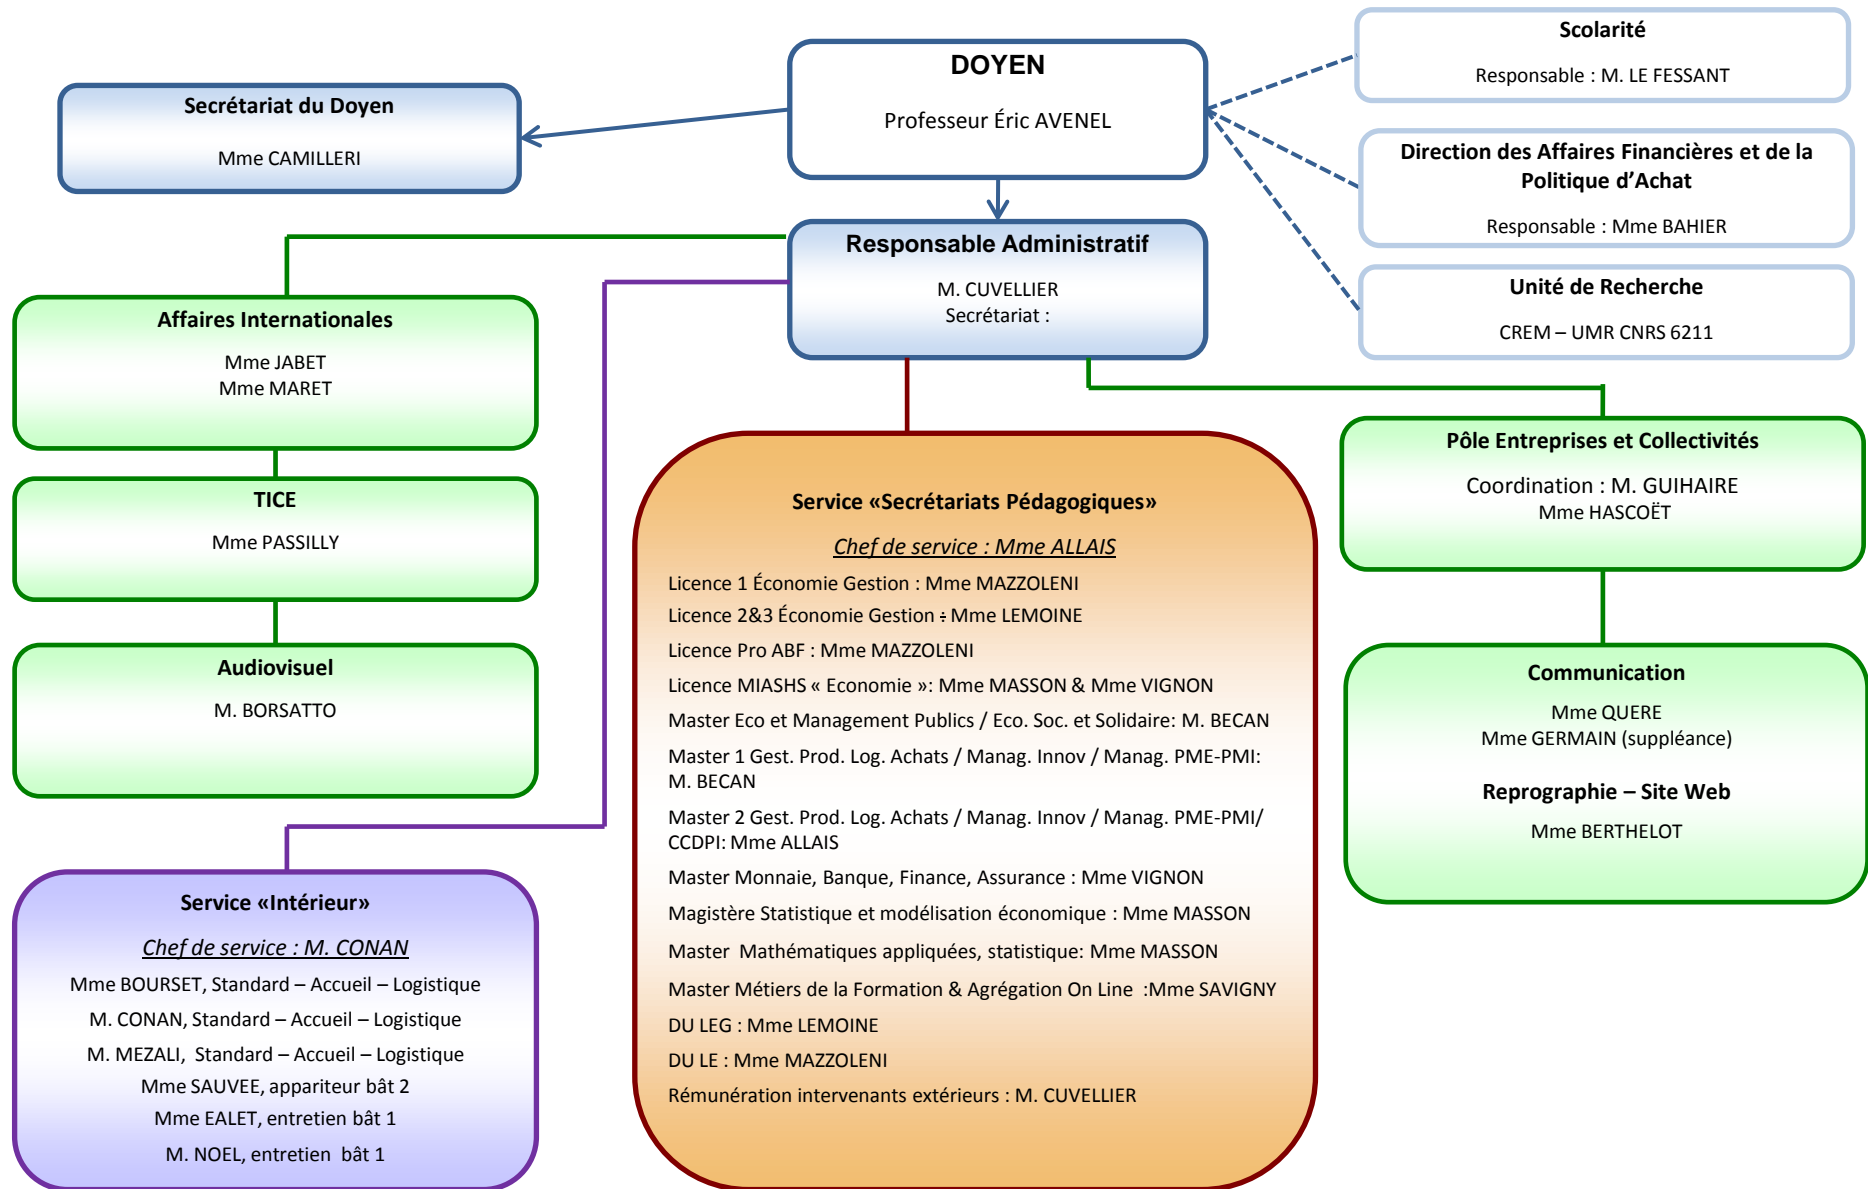 DOYEN
Professeur Éric AVENEL
Secrétariat du Doyen
Mme CAMILLERI
Scolarité
Responsable : M. LE FESSANT
Direction des Affaires Financières et de la
Politique d’Achat
Responsable : Mme BAHIER
Unité de Recherche
CREM – UMR CNRS 6211
Responsable Administratif
M. CUVELLIER
Secrétariat :
Affaires Internationales
Mme JABET
Mme MARET
TICE
Mme PASSILLY
Audiovisuel
M. BORSATTO
Service «Intérieur»
Chef de service : M. CONAN
Mme BOURSET, Standard – Accueil – Logistique
M. CONAN, Standard – Accueil – Logistique
M. MEZALI, Standard – Accueil – Logistique
Mme SAUVEE, appariteur bât 2
Mme EALET, entretien bât 1
M. NOEL, entretien bât 1
Service «Secrétariats Pédagogiques»
Chef de service : Mme ALLAIS
Licence 1 Économie Gestion : Mme MAZZOLENI
Licence 2&3 Économie Gestion : Mme LEMOINE
Licence Pro ABF : Mme MAZZOLENI
Licence MIASHS « Economie »: Mme MASSON & Mme VIGNON
Master Eco et Management Publics / Eco. Soc. et Solidaire: M. BECAN
Master 1 Gest. Prod. Log. Achats / Manag. Innov / Manag. PME-PMI:
M. BECAN
Master 2 Gest. Prod. Log. Achats / Manag. Innov / Manag. PME-PMI/
CCDPI: Mme ALLAIS
Master Monnaie, Banque, Finance, Assurance : Mme VIGNON
Magistère Statistique et modélisation économique : Mme MASSON
Master Mathématiques appliquées, statistique: Mme MASSON
Master Métiers de la Formation & Agrégation On Line :Mme SAVIGNY
DU LEG : Mme LEMOINE
DU LE : Mme MAZZOLENI
Rémunération intervenants extérieurs : M. CUVELLIER
Pôle Entreprises et Collectivités
Coordination : M. GUIHAIRE
Mme HASCOËT
Communication
Mme QUERE
Mme GERMAIN (suppléance)
Reprographie – Site Web
Mme BERTHELOT